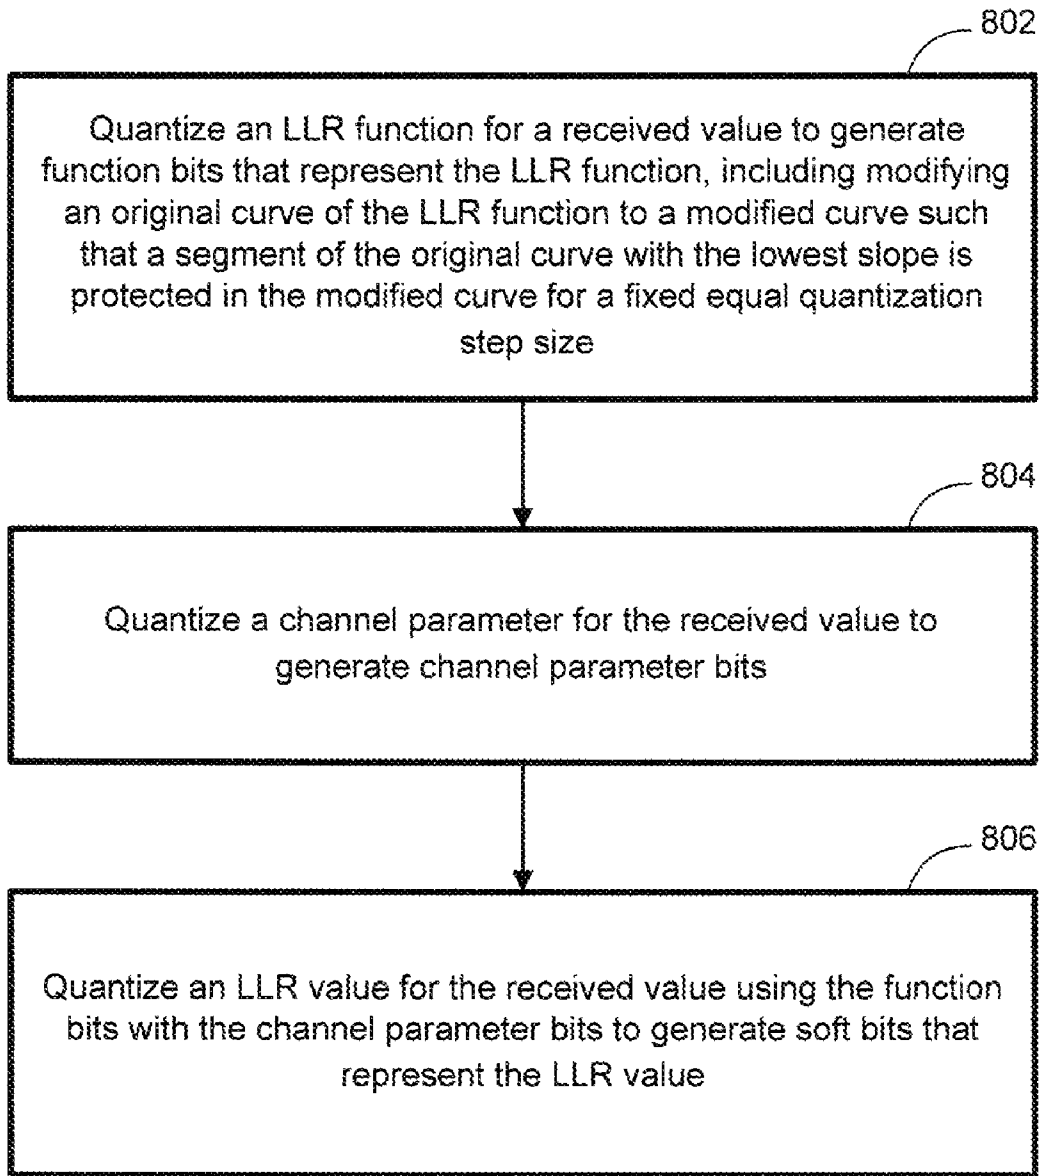 802
Quantize an LLR function for a received value to generate
function bits that represent the LLR function, including modifying
an original curve of the LLR function to a modified curve such
that a segment of the original curve with the lowest slope is
protected in the modified curve for a fixed equal quantization
step size
804
Quantize a channel parameter for the received value to
generate channel parameter bits
806
Quantize an LLR value for the received value using the function
bits with the channel parameter bits to generate soft bits that
represent the LLR value